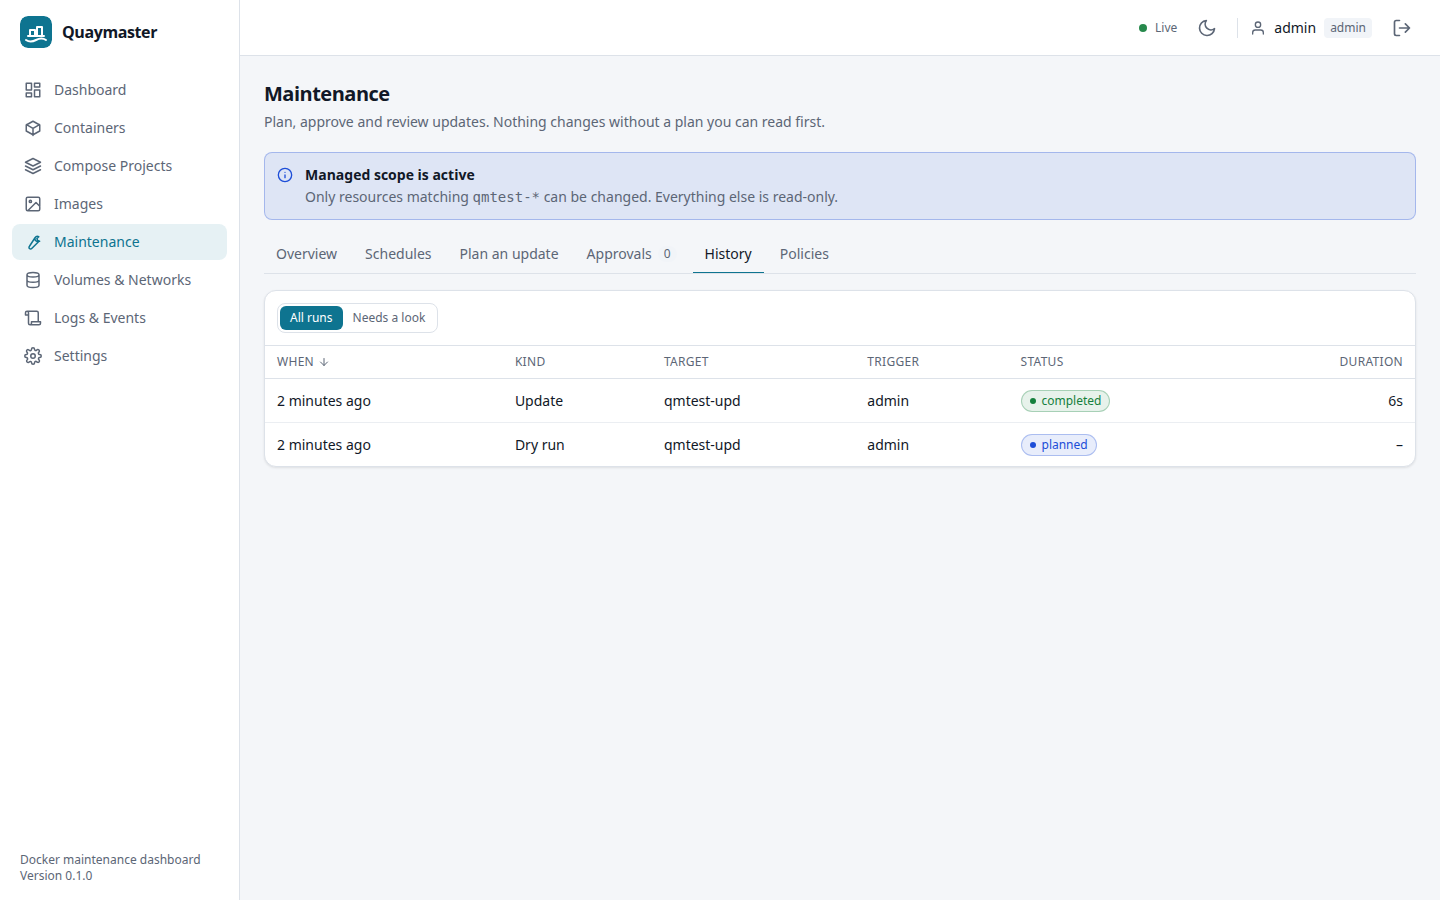 Quaymaster
Live
admin admin
Dashboard
Containers
Compose Projects
Images
Maintenance
Volumes & Networks
Logs & Events
Settings
Docker maintenance dashboard
Version 0.1.0
Maintenance
Plan, approve and review updates. Nothing changes without a plan you can read first.
Managed scope is active
Only resources matching qmtest-* can be changed. Everything else is read-only.
Overview Schedules Plan an update Approvals 0 History Policies
All runs Needs a look
WHEN KIND TARGET TRIGGER STATUS DURATION
2 minutes ago Update qmtest-upd admin completed 6s
2 minutes ago Dry run qmtest-upd admin planned –